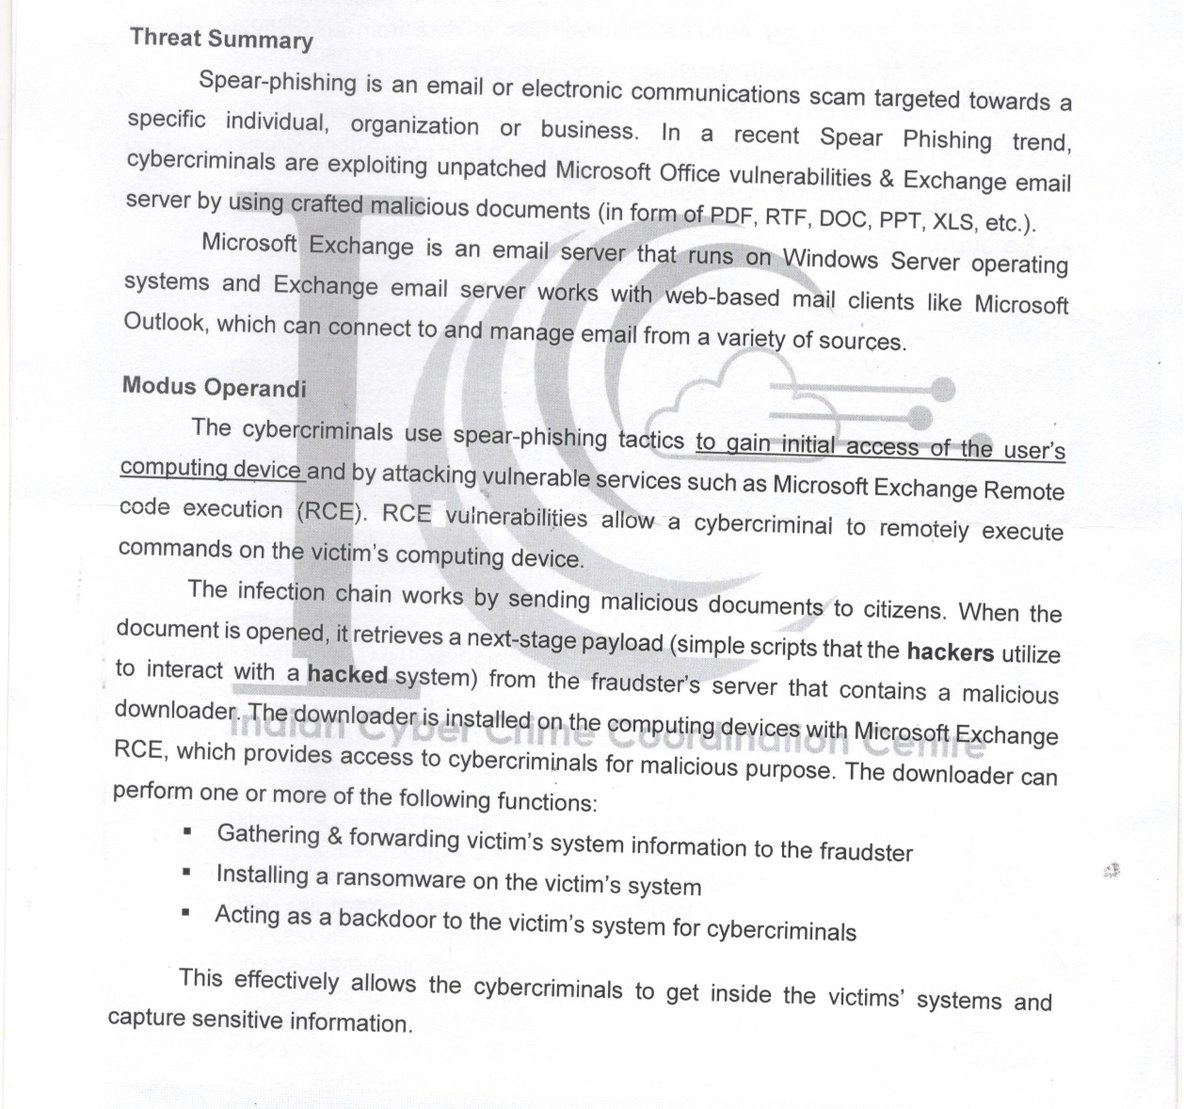 Threat Summary
Spear-phishing is an email or electronic communications scam targeted towards a
specific individual, organization or business. In a recent Spear Phishing trend,
cybercriminals are exploiting unpatched Microsoft Office vulnerabilities & Exchange email
server by using crafted malicious documents (in form of PDF, RTF, DOC, PPT, XLS, etc.).
Microsoft Exchange is an email server that runs on Windows Server operating
systems and Exchange email server works with web-based mail clients like Microsoft
Outlook, which can connect to and manage email from a variety of sources.
Modus Operandi
The cybercriminals use spear-phishing tactics to gain initial access of the user's
computing device and by attacking vulnerable services such as Microsoft Exchange Remote
code execution (RCE). RCE vulnerabilities allow a cybercriminal to remotely execute
commands on the victim's computing device.
The infection chain works by sending malicious documents to citizens. When the
document is opened, it retrieves a next-stage payload (simple scripts that the hackers utilize
to interact with a hacked system) from the fraudster's server that contains a malicious
downloader. The downloader is installed on the computing devices with Microsoft Exchange
Indian Cyber Crime Coordination Centre
RCE, which provides access to cybercriminals for malicious purpose. The downloader can
perform one or more of the following functions:
▪ Gathering & forwarding victim's system information to the fraudster
▪ Installing a ransomware on the victim's system
▪ Acting as a backdoor to the victim's system for cybercriminals
This effectively allows the cybercriminals to get inside the victims' systems and
capture sensitive information.